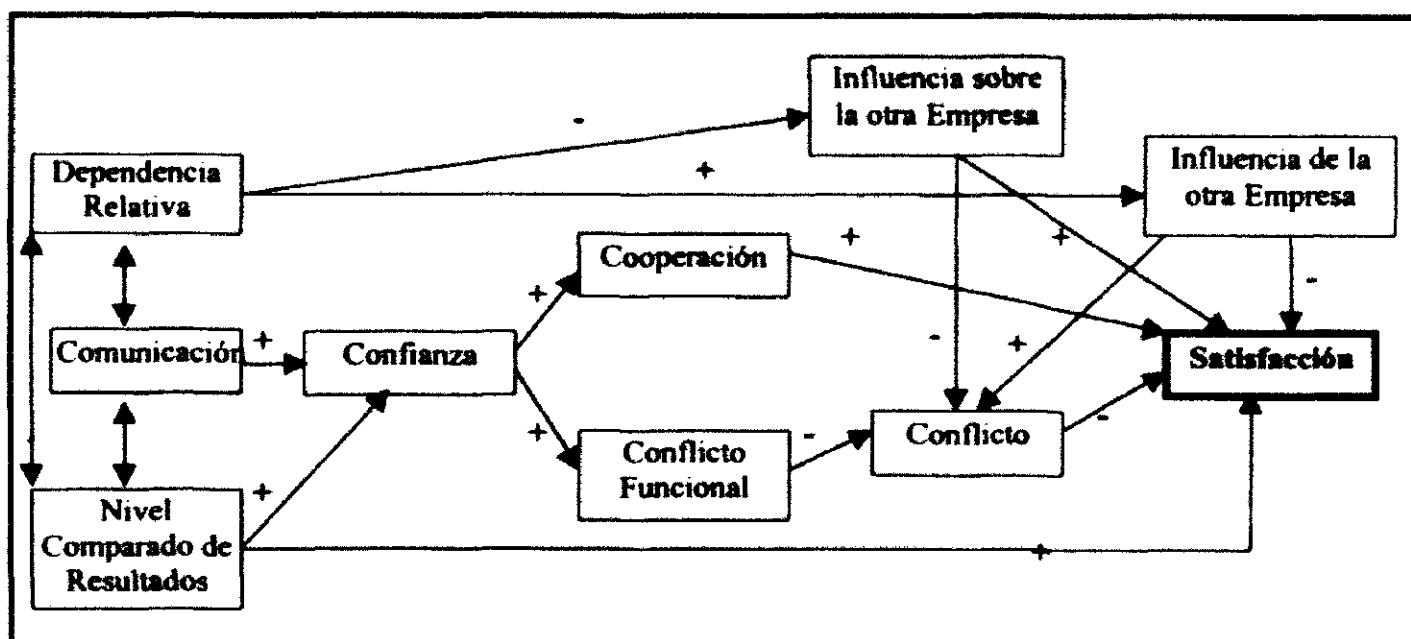 Influencia sobre
la otra Empresa
-
+
Dependencia
Relativa
Influencia de la
otra Empresa
+
+
Cooperación
-
+
Comunicación
+
Confianza
-
+
Satisfacción
+
Conflicto
Funcional
-
Conflicto
-
+
Nivel
Comparado de
Resultados
+